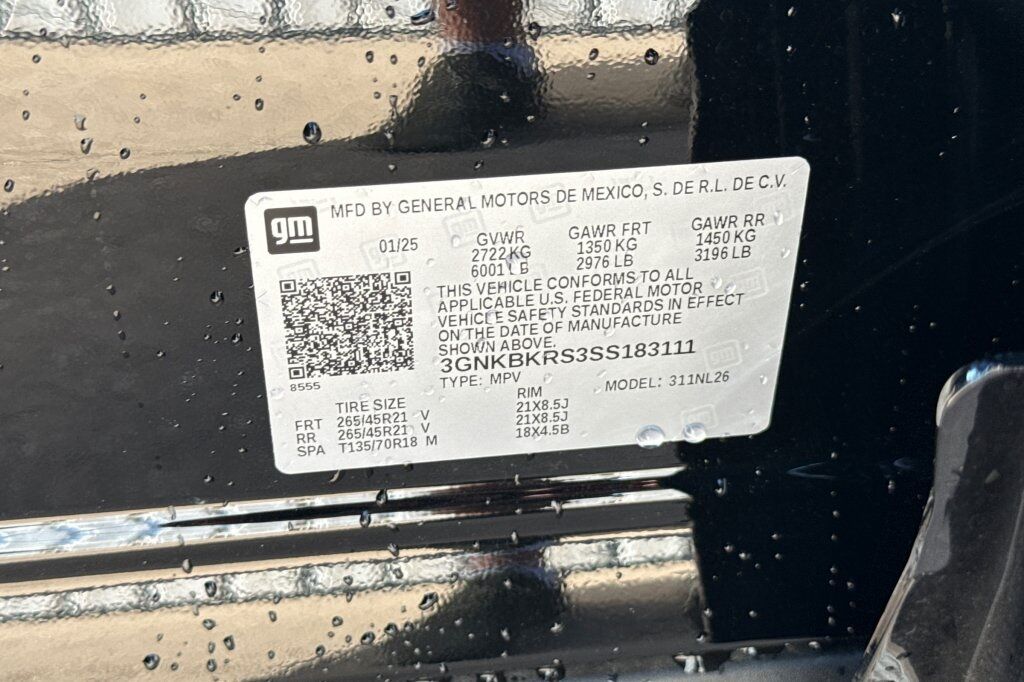 gm MFD BY GENERAL MOTORS DE MEXICO, S. DE R.L. DE C.V.
01/25 GVWR GAWR FRT GAWR RR
2722 KG 1350 KG 1450 KG
6001 LB 2976 LB 3196 LB
THIS VEHICLE CONFORMS TO ALL
APPLICABLE U.S. FEDERAL MOTOR
VEHICLE SAFETY STANDARDS IN EFFECT
ON THE DATE OF MANUFACTURE
SHOWN ABOVE.
3GNKBKRS3SS183111
8555 TYPE: MPV MODEL: 311NL26
TIRE SIZE RIM
FRT 265/45R21 V 21X8.5J
RR 265/45R21 V 21X8.5J
SPA T135/70R18 M 18X4.5B